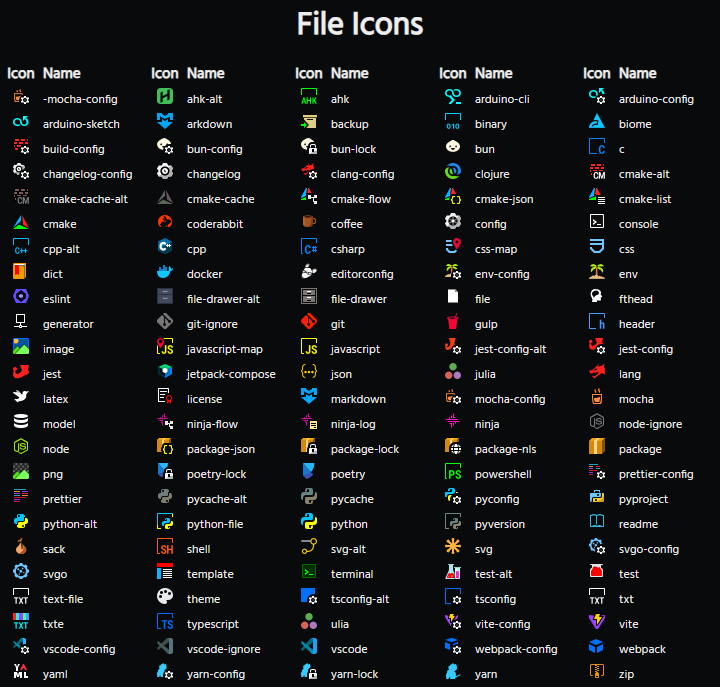 File Icons
Icon Name Icon Name Icon Name Icon Name Icon Name
-mocha-config ahk-alt AHK ahk arduino-cli arduino-config
arduino-sketch arkdown backup 010 binary biome
build-config bun-config bun-lock bun C c
changelog-config changelog clang-config clojure CM cmake-alt
CM cmake-cache-alt cmake-cache cmake-flow {} cmake-json cmake-list
cmake coderabbit coffee config console
C++ cpp-alt C++ cpp C# csharp css-map css
dict docker editorconfig env-config env
eslint file-drawer-alt file-drawer file fthead
generator git-ignore git gulp h header
image JS javascript-map JS javascript jest-config-alt jest-config
jest jetpack-compose {··} json julia lang
latex license markdown mocha-config mocha
model ninja-flow ninja-log ninja JS node-ignore
JS node {} package-json package-lock package-nls package
png poetry-lock poetry PS powershell prettier-config
prettier pycache-alt pycache pyconfig pyproject
python-alt python-file python pyversion readme
sack SH shell svg-alt svg svgo-config
svgo template >_ terminal test-alt test
TXT text-file theme tsconfig-alt tsconfig TXT txt
TXT txte TS typescript ulia vite-config vite
vscode-config vscode-ignore vscode webpack-config webpack
YAML yaml yarn-config yarn-lock yarn zip